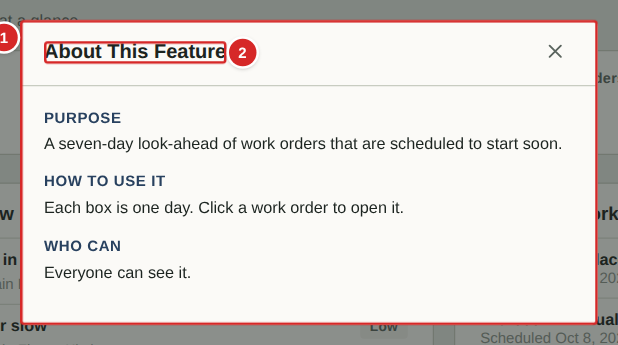 at a glance
1
About This Feature
2
PURPOSE
A seven-day look-ahead of work orders that are scheduled to start soon.
HOW TO USE IT
Each box is one day. Click a work order to open it.
WHO CAN
Everyone can see it.
slow
Low
Scheduled Oct 8, 20